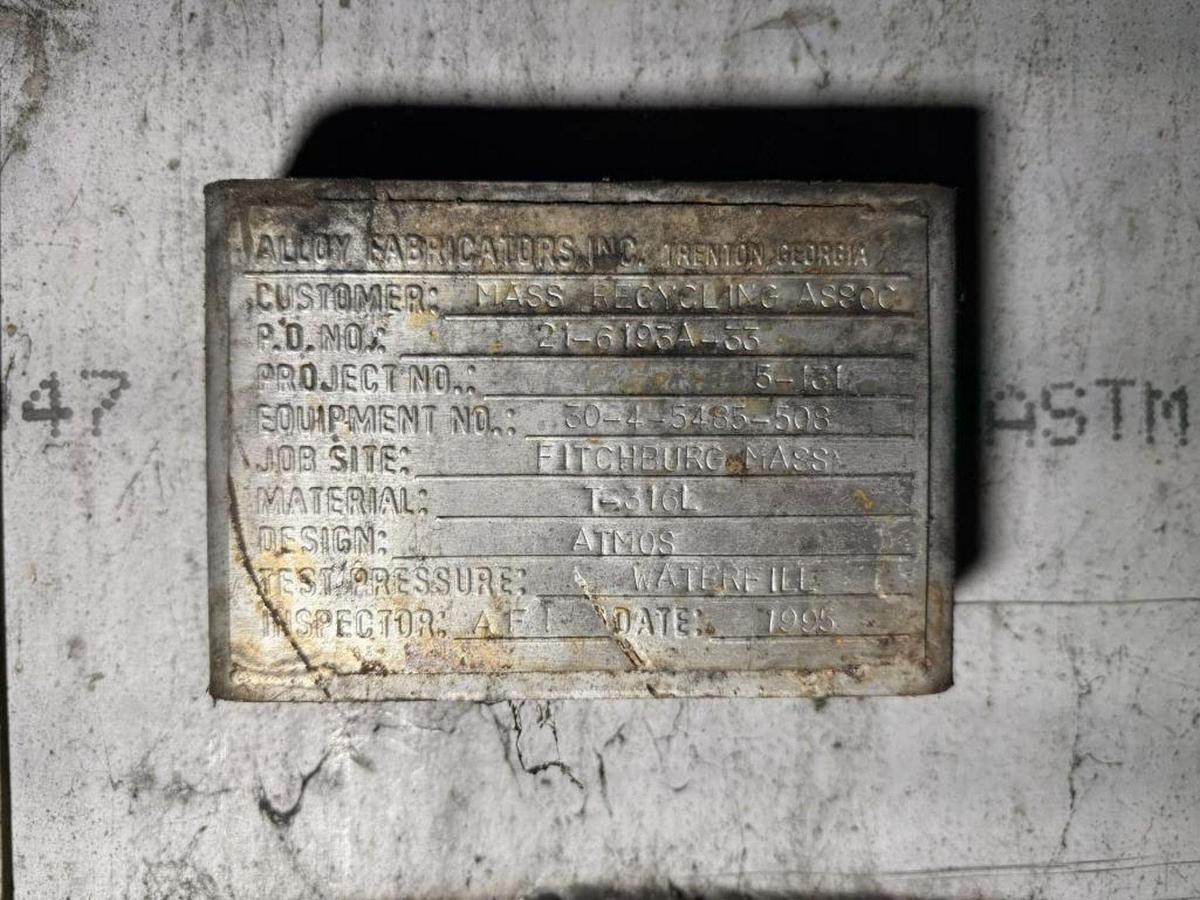 ALLOY FABRICATORS, INC. TRENTON, GEORGIA
CUSTOMER: MASS RECYCLING ASSOC
P.O. NO.: 21-6193A-33
PROJECT NO.: 5-131
EQUIPMENT NO.: 30-4-5485-508
JOB SITE: FITCHBURG MASS
MATERIAL: T-316L
DESIGN: ATMOS
TEST PRESSURE: WATERFILL
INSPECTOR: A F I DATE: 1995
47
ASTM